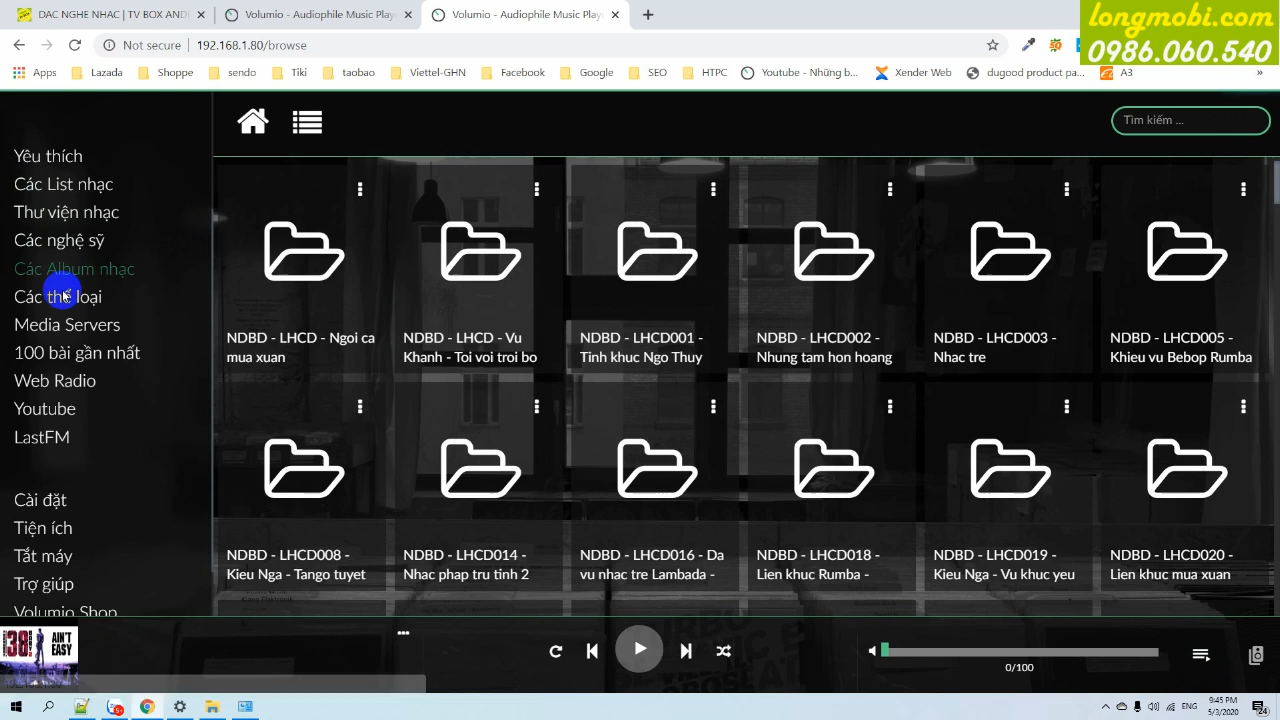 DAC NGHE NHAC | TV BOX AND
Volumio - Audiophile Music Play
Volumio - Audiophile Music Play
longmobi.com
0986.060.540
Not secure
192.168.1.80/browse
Apps
Lazada
Shoppe
sendo
Tiki
taobao
ViettelPost
Facebook
Google
SEO
HTPC
Youtube - Những b...
Xender Web
dugood product pa...
A3
»
Tìm kiếm ...
Yêu thích
Các List nhạc
Thư viện nhạc
Các nghệ sỹ
Các Album nhạc
Các thể loại
Media Servers
100 bài gần nhất
Web Radio
Youtube
LastFM
Cài đặt
Tiện ích
Tắt máy
Trợ giúp
Volumio Shop
NDBD - LHCD - Ngoi ca
mua xuan
NDBD - LHCD - Vu
Khanh - Toi voi troi bo
NDBD - LHCD001 -
Tinh khuc Ngo Thuy
NDBD - LHCD002 -
Nhung tam hon hoang
NDBD - LHCD003 -
Nhac tre
NDBD - LHCD005 -
Khieu vu Bebop Rumba
NDBD - LHCD008 -
Kieu Nga - Tango tuyet
NDBD - LHCD014 -
Nhac phap tru tinh 2
NDBD - LHCD016 - Da
vu nhac tre Lambada -
NDBD - LHCD018 -
Lien khuc Rumba -
NDBD - LHCD019 -
Kieu Nga - Vu khuc yeu
NDBD - LHCD020 -
Lien khuc mua xuan
38
AIN'T
EASY
0/100
9:45 PM
5/3/2020
24